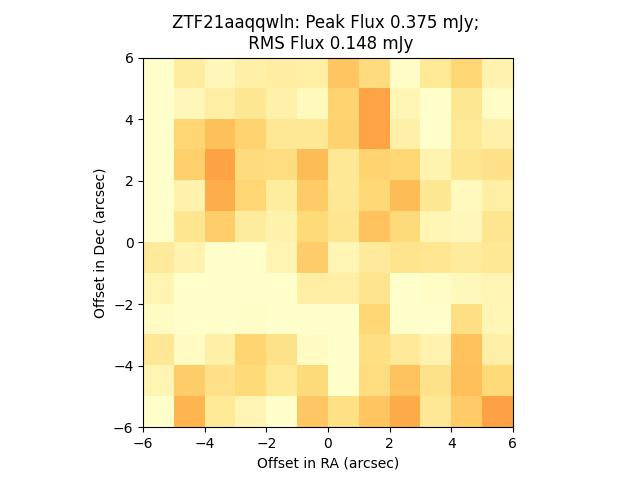 ZTF21aaqqwln: Peak Flux 0.375 mJy;
RMS Flux 0.148 mJy
6
4
2
0
−2
−4
−6
Offset in Dec (arcsec)
−6 −4 −2 0 2 4 6
Offset in RA (arcsec)